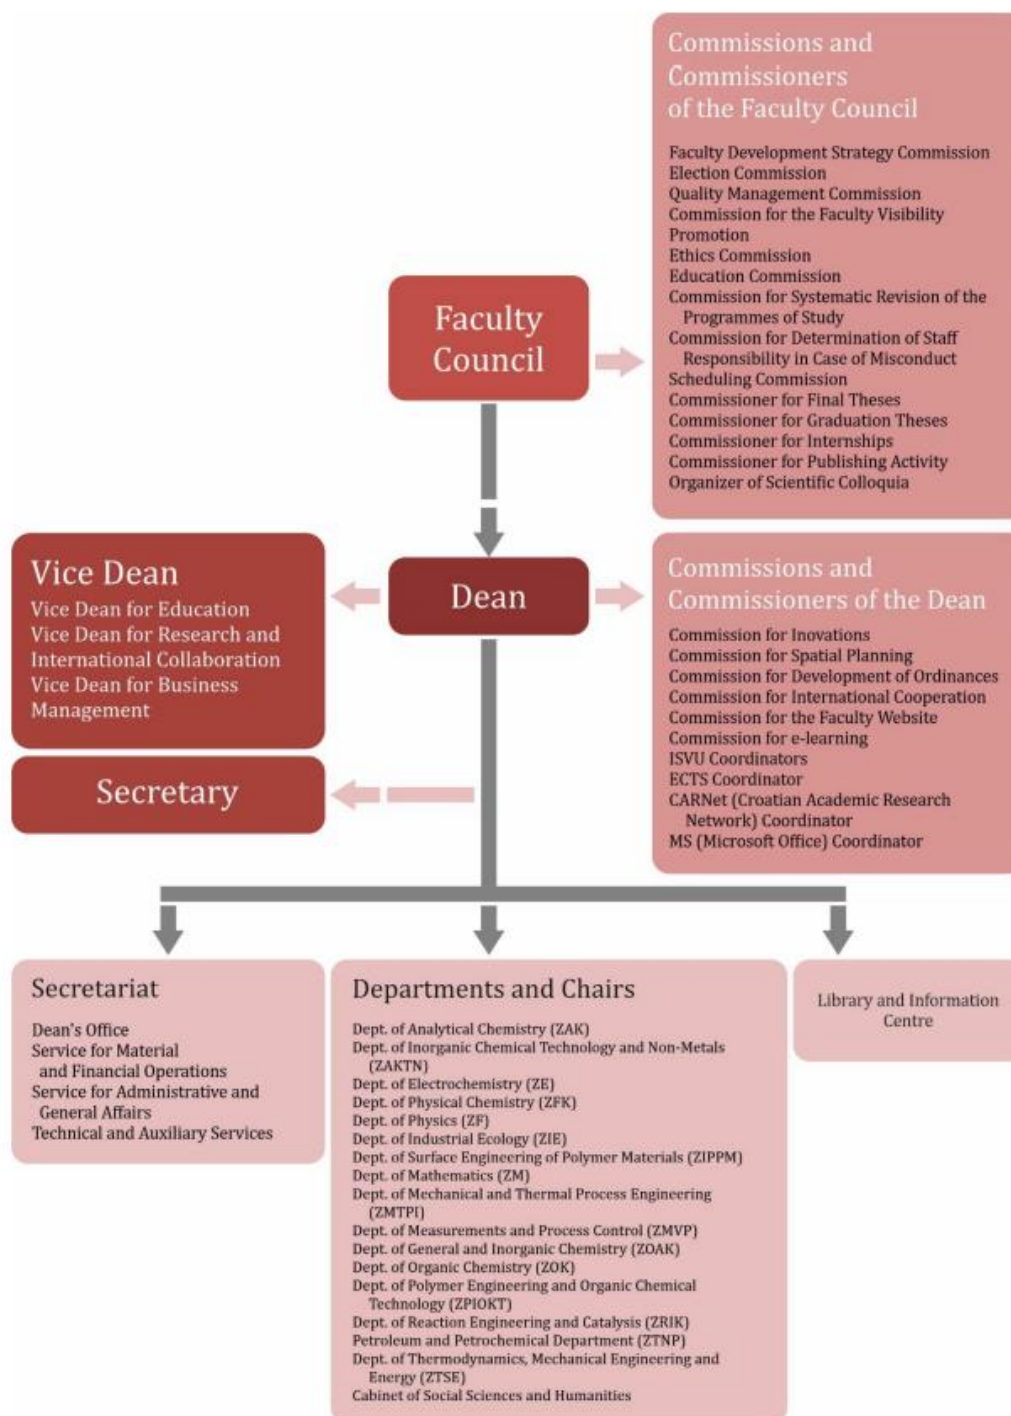 Commissions and
Commissioners
of the Faculty Council
Faculty Development Strategy Commission
Election Commission
Quality Management Commission
Commission for the Faculty Visibility
Promotion
Ethics Commission
Education Commission
Commission for Systematic Revision of the
Programmes of Study
Commission for Determination of Staff
Responsibility in Case of Misconduct
Scheduling Commission
Commissioner for Final Theses
Commissioner for Graduation Theses
Commissioner for Internships
Commissioner for Publishing Activity
Organizer of Scientific Colloquia
Faculty
Council
Vice Dean
Vice Dean for Education
Vice Dean for Research and
International Collaboration
Vice Dean for Business
Management
Dean
Commissions and
Commissioners of the Dean
Commission for Inovations
Commission for Spatial Planning
Commission for Development of Ordinances
Commission for International Cooperation
Commission for the Faculty Website
Commission for e-learning
ISVU Coordinators
ECTS Coordinator
CARNet (Croatian Academic Research
Network) Coordinator
MS (Microsoft Office) Coordinator
Secretary
Secretariat
Dean's Office
Service for Material
and Financial Operations
Service for Administrative and
General Affairs
Technical and Auxiliary Services
Departments and Chairs
Dept. of Analytical Chemistry (ZAK)
Dept. of Inorganic Chemical Technology and Non-Metals
(ZAKTN)
Dept. of Electrochemistry (ZE)
Dept. of Physical Chemistry (ZFK)
Dept. of Physics (ZF)
Dept. of Industrial Ecology (ZIE)
Dept. of Surface Engineering of Polymer Materials (ZIPPM)
Dept. of Mathematics (ZM)
Dept. of Mechanical and Thermal Process Engineering
(ZMTPI)
Dept. of Measurements and Process Control (ZMVP)
Dept. of General and Inorganic Chemistry (ZOAK)
Dept. of Organic Chemistry (ZOK)
Dept. of Polymer Engineering and Organic Chemical
Technology (ZPIOKT)
Dept. of Reaction Engineering and Catalysis (ZRIK)
Petroleum and Petrochemical Department (ZTNP)
Dept. of Thermodynamics, Mechanical Engineering and
Energy (ZTSE)
Cabinet of Social Sciences and Humanities
Library and Information
Centre